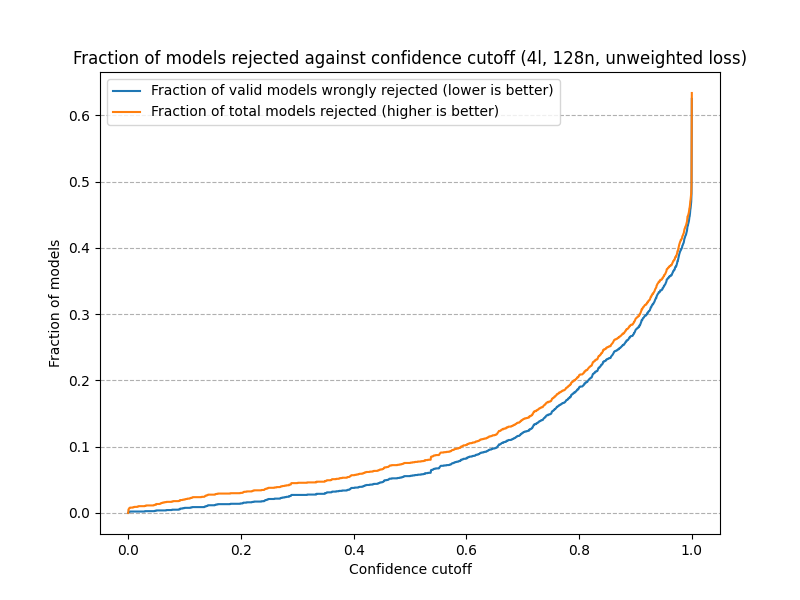 Fraction of models rejected against confidence cutoff (4l, 128n, unweighted loss)
Fraction of valid models wrongly rejected (lower is better)
Fraction of total models rejected (higher is better)
Fraction of models
0.6
0.5
0.4
0.3
0.2
0.1
0.0
0.0 0.2 0.4 0.6 0.8 1.0
Confidence cutoff